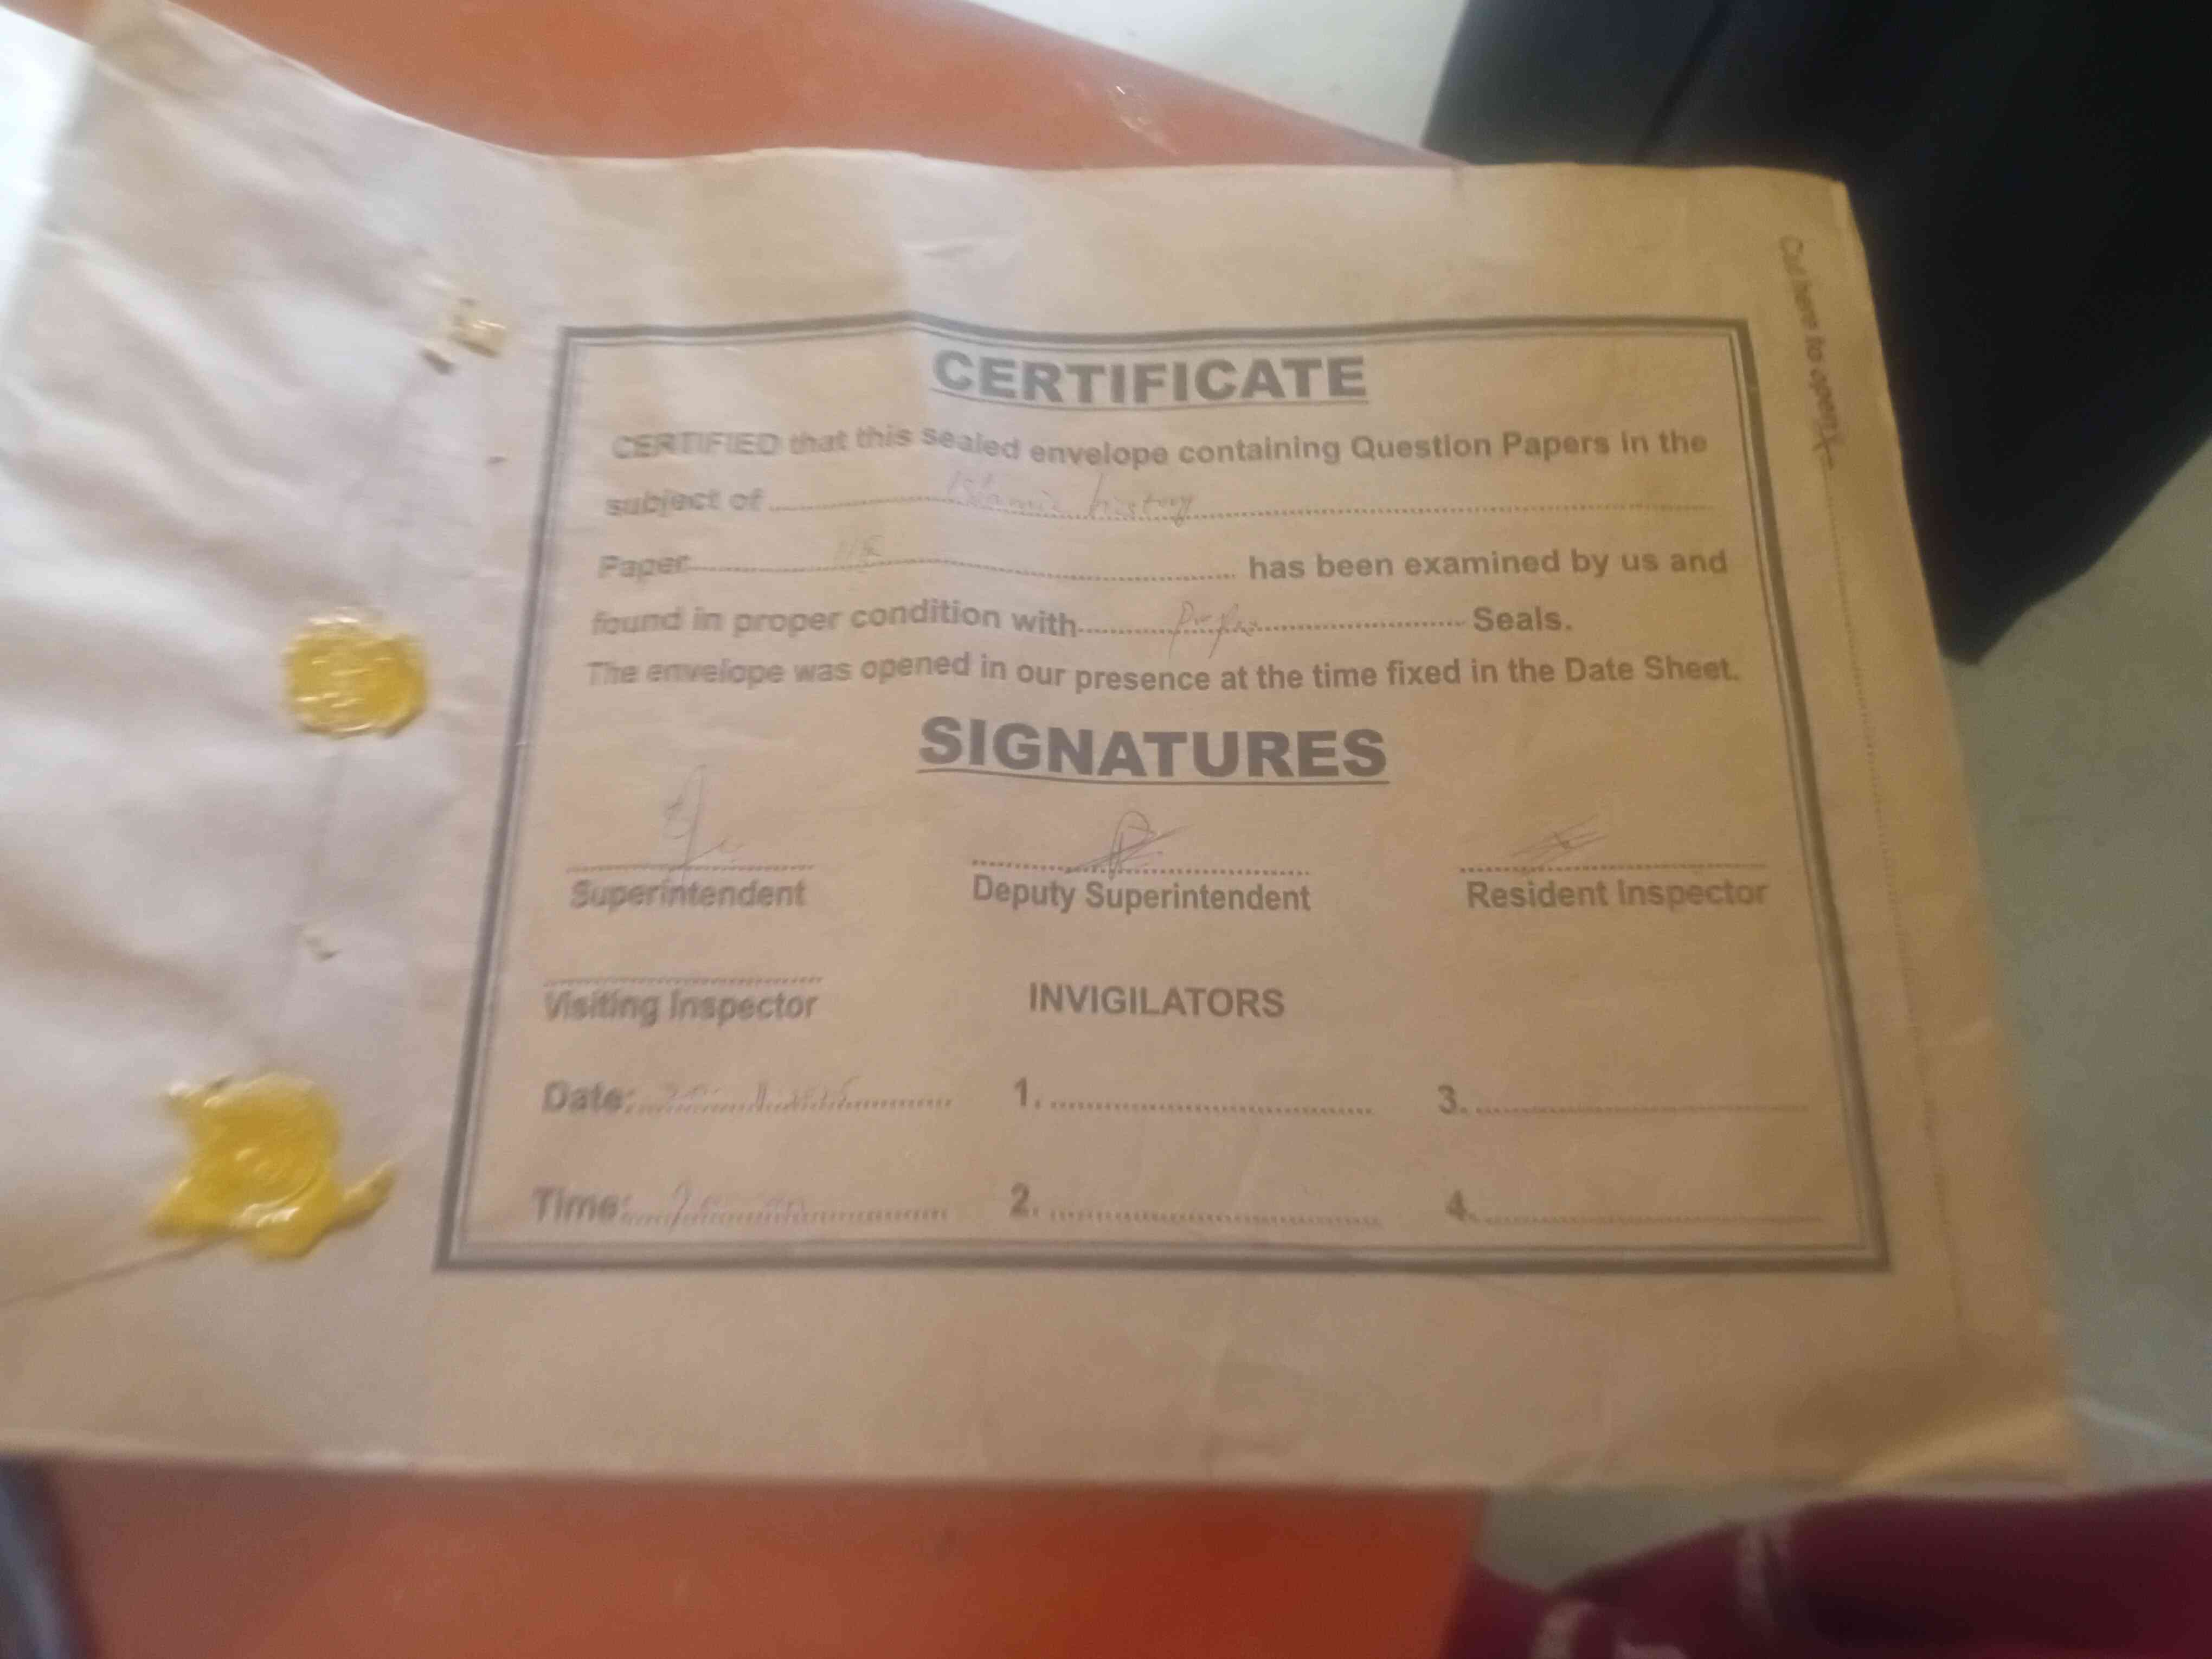 Cut here to open
CERTIFICATE
CERTIFIED that this sealed envelope containing Question Papers in the
subject of Islamic history
Paper has been examined by us and
found in proper condition with Seals.
The envelope was opened in our presence at the time fixed in the Date Sheet.
SIGNATURES
Superintendent Deputy Superintendent Resident Inspector
Visiting Inspector INVIGILATORS
Date: 1. 3.
Time: 2. 4.